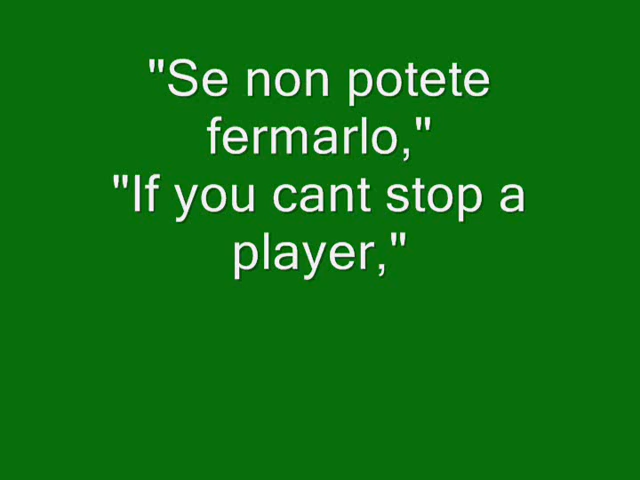 "Se non potete
fermarlo,"
"If you cant stop a
player,"